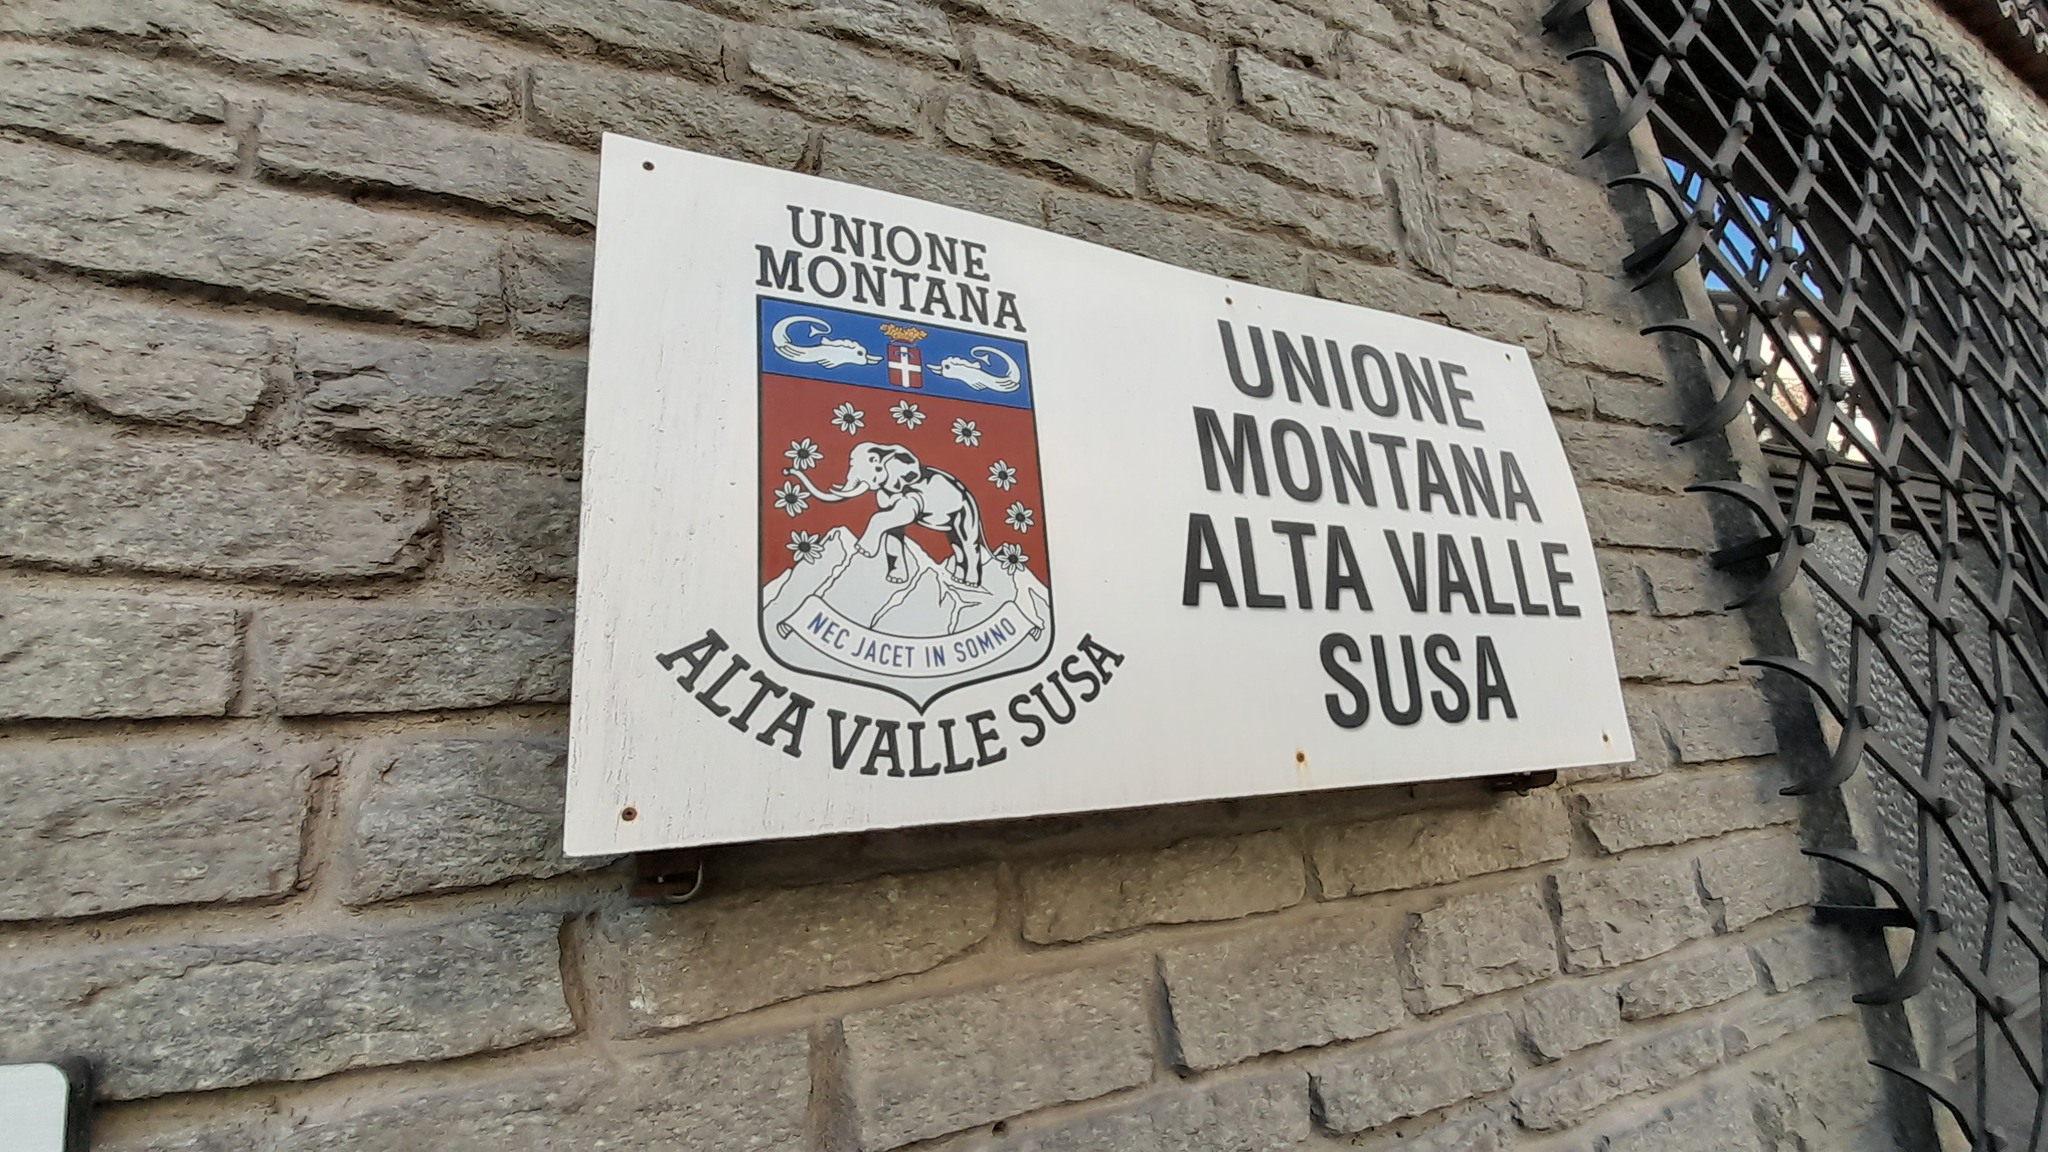 UNIONE
MONTANA
NEC JACET IN SOMNO
ALTA VALLE SUSA
UNIONE
MONTANA
ALTA VALLE
SUSA